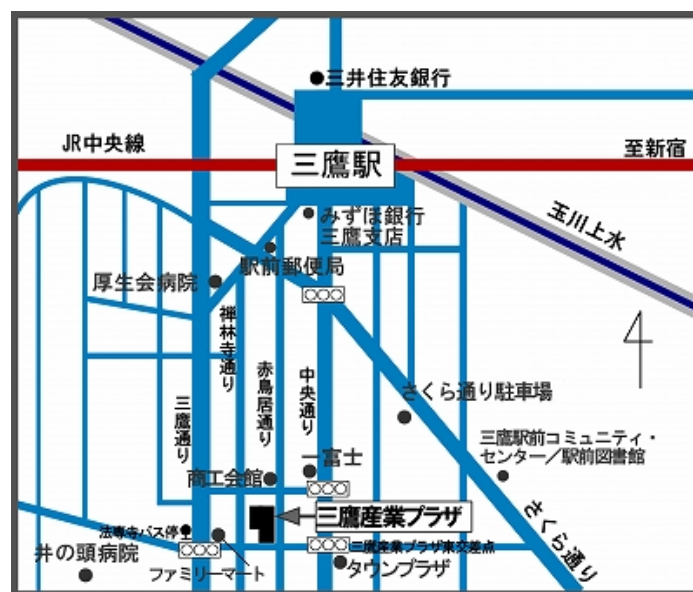 三井住友銀行
JR中央線
三鷹駅
至新宿
玉川上水
みずほ銀行
三鷹支店
駅前郵便局
厚生会病院
禅林寺通り
赤鳥居通り
中央通り
三鷹通り
さくら通り駐車場
三鷹駅前コミュニティ・
センター／駅前図書館
一富士
商工会館
三鷹産業プラザ
さくら通り
法専寺バス停
三鷹産業プラザ東交差点
井の頭病院
ファミリーマート
タウンプラザ